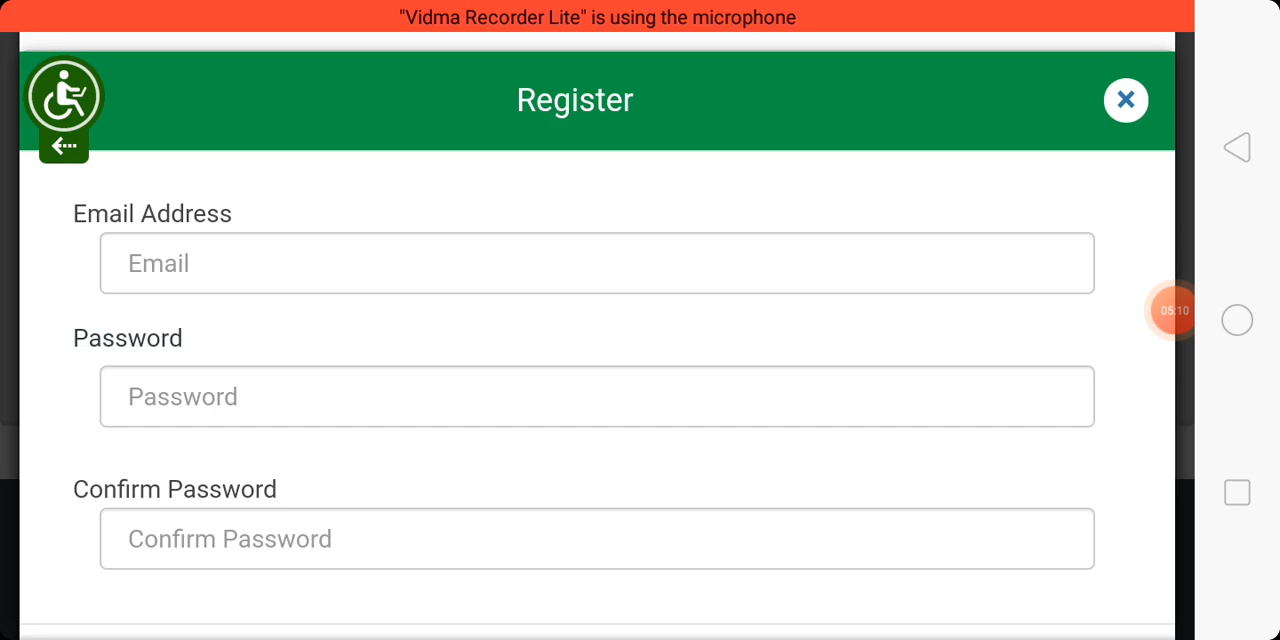 "Vidma Recorder Lite" is using the microphone
Register
Email Address
Email
05:10
Password
Password
Confirm Password
Confirm Password